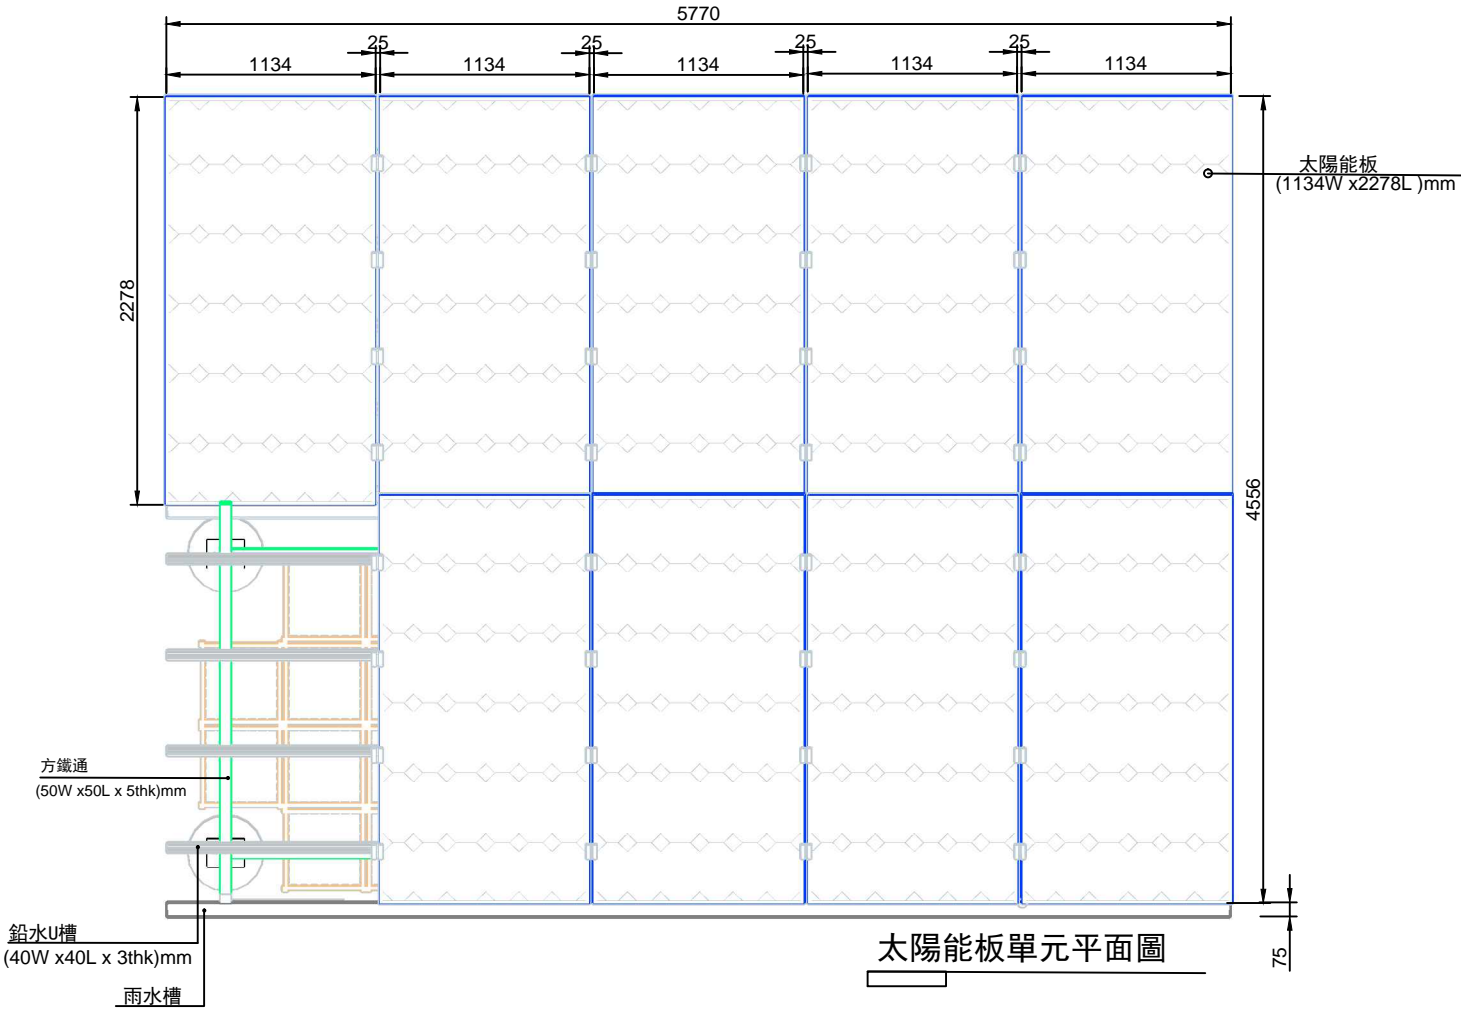 5770
25 25 25 25
1134 1134 1134 1134 1134
太陽能板
(1134W x2278L )mm
2278
4556
方鐵通
(50W x50L x 5thk)mm
鉛水U槽
(40W x40L x 3thk)mm
雨水槽
太陽能板單元平面圖
75